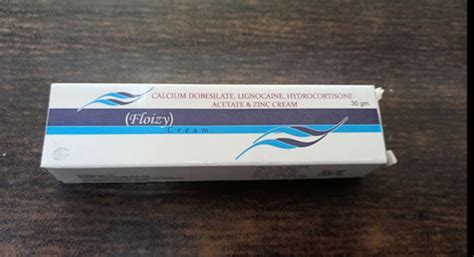 CALCIUM DOBESILATE, LIGNOCAINE, HYDROCORTISONE
ACETATE & ZINC CREAM
30 gm.
(Floizy)
Cream